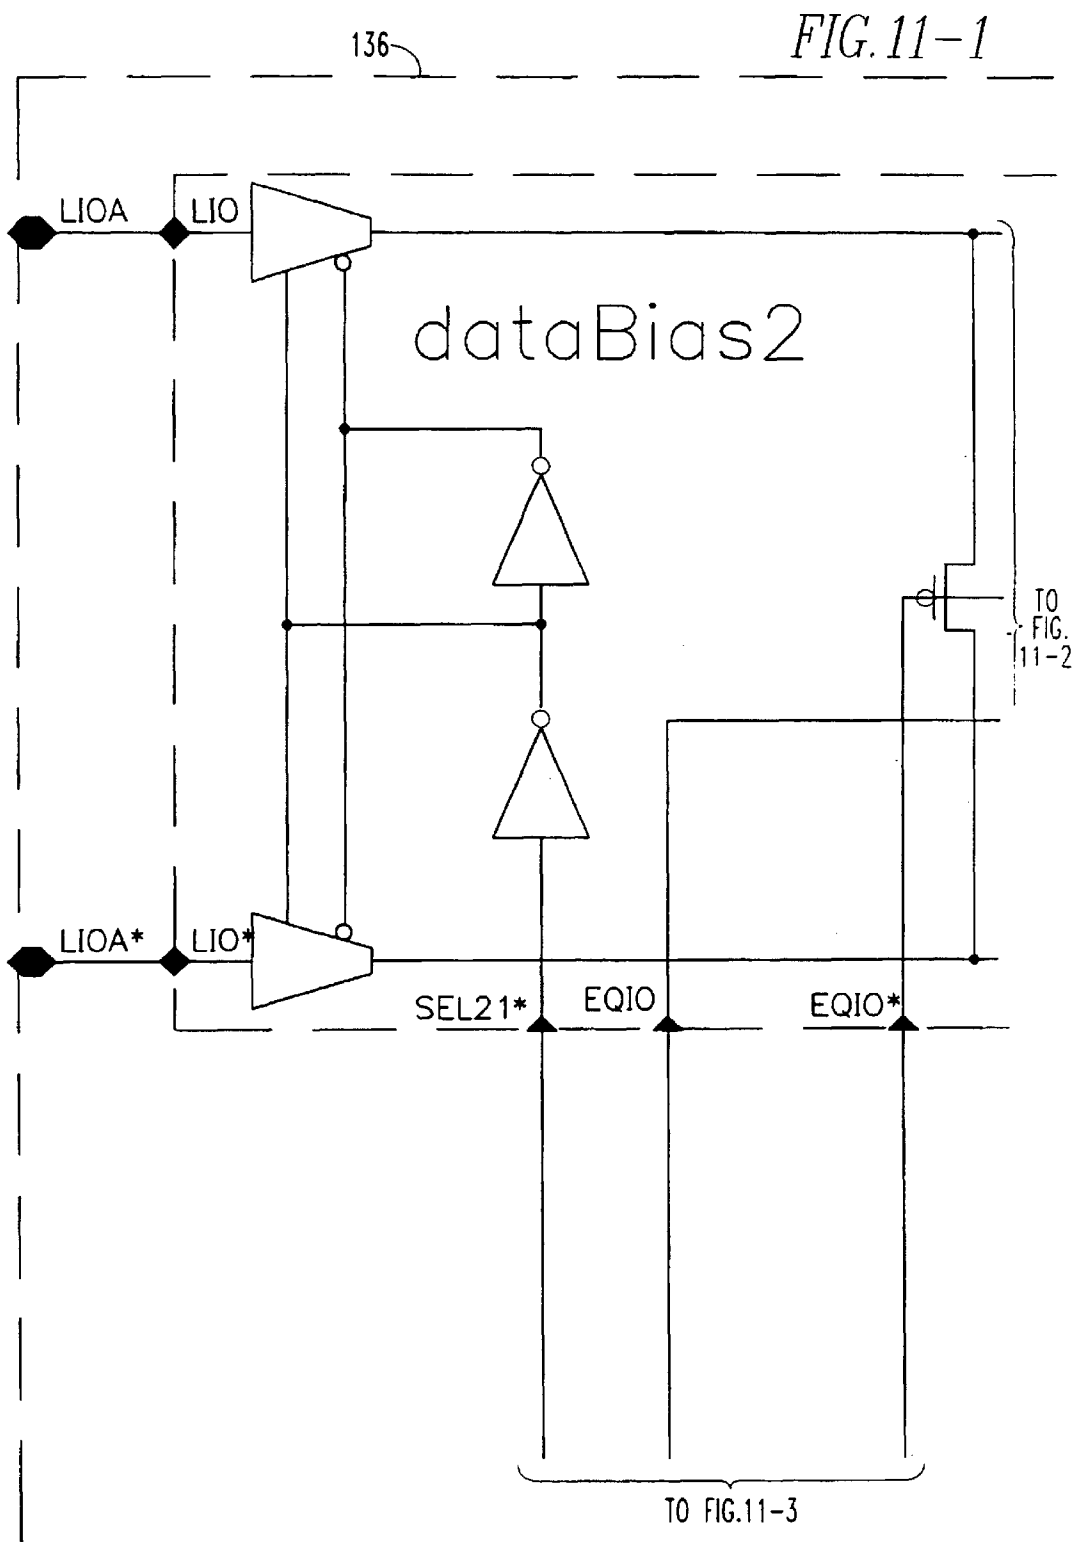 FIG. 11-1
136
LIOA
LIO
dataBias2
TO
FIG.
11-2
LIOA*
LIO*
SEL21*
EQIO
EQIO*
TO FIG.11-3